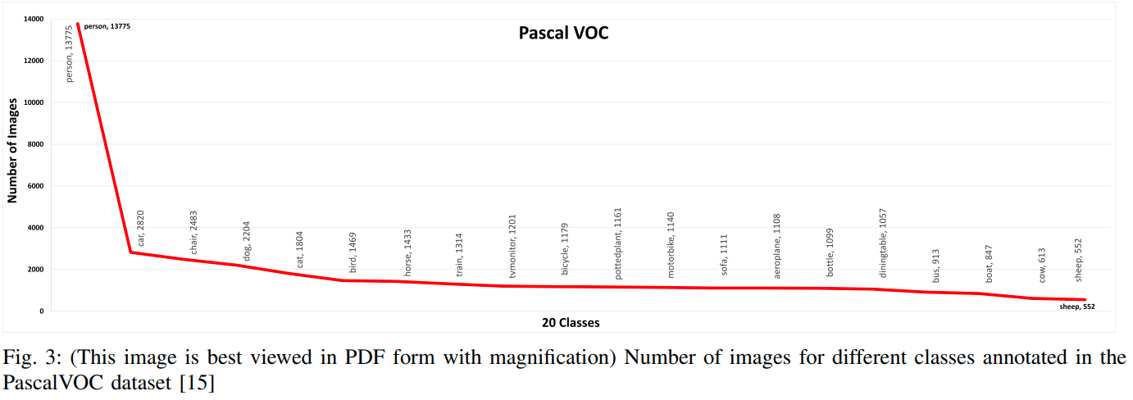 Pascal VOC
Number of Images
14000
12000
10000
8000
6000
4000
2000
0
person, 13775
person, 13775
car, 2820
chair, 2483
dog, 2204
cat, 1804
bird, 1469
horse, 1433
train, 1314
tvmonitor, 1201
bicycle, 1179
pottedplant, 1161
motorbike, 1140
sofa, 1111
aeroplane, 1108
bottle, 1099
diningtable, 1057
bus, 913
boat, 847
cow, 613
sheep, 552
sheep, 552
20 Classes
Fig. 3: (This image is best viewed in PDF form with magnification) Number of images for different classes annotated in the
PascalVOC dataset [15]